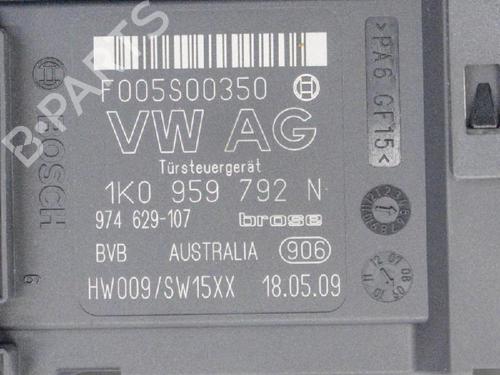 F005S00350
VW AG
Türsteuergerät
1K0 959 792 N
974 629-107 brose
BVB AUSTRALIA 906
HW009/SW15XX 18.05.09
BOSCH
6
>PA6 GF15<
B-PARTS